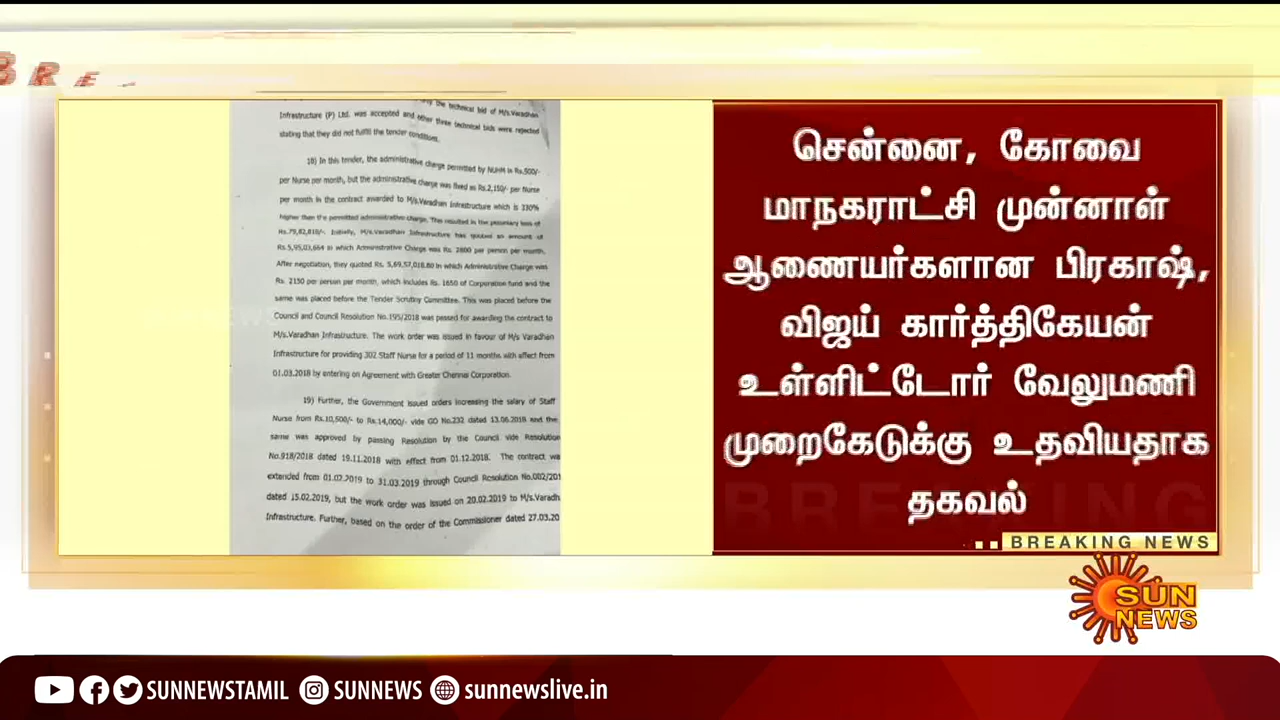 BRE
the technical bid of M/s.Varadhan
Infrastructure (P) Ltd. was accepted and other three technical bids were rejected
stating that they did not fulfill the tender conditions.
18) In this tender, the administrative charge permitted by NUHM in Rs.500/-
per Nurse per month, but the administrative charge was fixed as Rs.2,150/- per Nurse
per month in the contract awarded to M/s.Varadhan Infrastructure which is 330%
higher than the permitted administrative charge. This resulted in the pecuniary loss of
Rs.79,82,818/-. Initially, M/s.Varadhan Infrastructure has quoted an amount of
Rs.5,95,03,664 in which Administrative Charge was Rs. 2800 per person per month.
After negotiation, they quoted Rs. 5,69,57,018.80 in which Administrative Charge was
Rs. 2150 per person per month, which includes Rs. 1650 of Corporation fund and the
same was placed before the Tender Scrutiny Committee. This was placed before the
Council and Council Resolution No.195/2018 was passed for awarding the contract to
M/s.Varadhan Infrastructure. The work order was issued in favour of M/s Varadhan
Infrastructure for providing 302 Staff Nurse for a period of 11 months with effect from
01.03.2018 by entering on Agreement with Greater Chennai Corporation.
19) Further, the Government issued orders increasing the salary of Staff
Nurse from Rs.10,500/- to Rs.14,000/- vide GO No.232 dated 13.06.2018 and the
same was approved by passing Resolution by the Council vide Resolution
No.918/2018 dated 19.11.2018 with effect from 01.12.2018. The contract wa
extended from 01.02.2019 to 31.03.2019 through Council Resolution No.002/201
dated 15.02.2019, but the work order was issued on 20.02.2019 to M/s.Varadh
Infrastructure. Further, based on the order of the Commissioner dated 27.03.20
சென்னை, கோவை
மாநகராட்சி முன்னாள்
ஆணையர்களான பிரகாஷ்,
விஜய் கார்த்திகேயன்
உள்ளிட்டோர் வேலுமணி
முறைகேடுக்கு உதவியதாக
தகவல்
BREAKING
BREAKING NEWS
SUN
NEWS
SUNNEWSTAMIL SUNNEWS sunnewslive.in